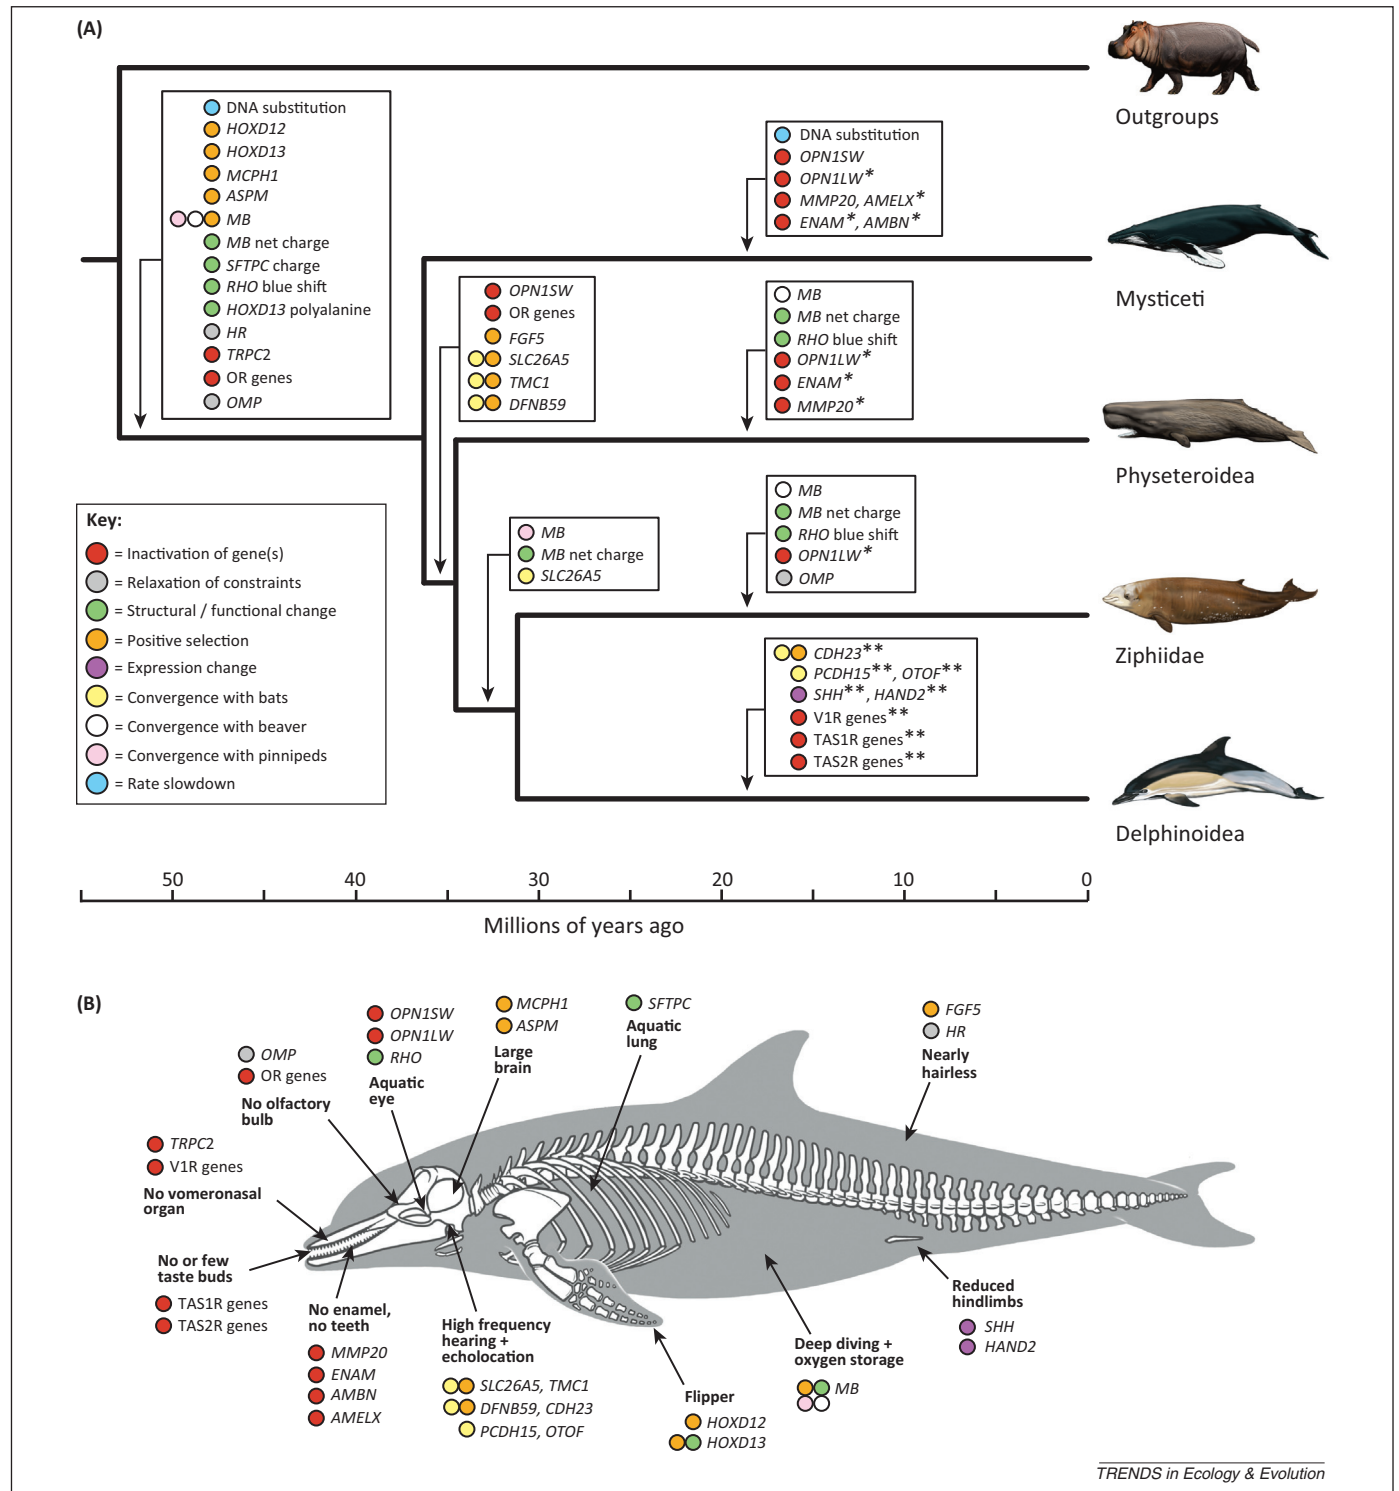 (A)
Outgroups
DNA substitution
HOXD12
HOXD13
MCPH1
ASPM
MB
MB net charge
SFTPC charge
RHO blue shift
HOXD13 polyalanine
HR
TRPC2
OR genes
OMP
DNA substitution
OPN1SW
OPN1LW*
MMP20, AMELX*
ENAM*, AMBN*
Mysticeti
OPN1SW
OR genes
FGF5
SLC26A5
TMC1
DFNB59
MB
MB net charge
RHO blue shift
OPN1LW*
ENAM*
MMP20*
Physeteroidea
MB
MB net charge
SLC26A5
MB
MB net charge
RHO blue shift
OPN1LW*
OMP
Ziphiidae
CDH23**
PCDH15**, OTOF**
SHH**, HAND2**
V1R genes**
TAS1R genes**
TAS2R genes**
Delphinoidea
Key:
= Inactivation of gene(s)
= Relaxation of constraints
= Structural / functional change
= Positive selection
= Expression change
= Convergence with bats
= Convergence with beaver
= Convergence with pinnipeds
= Rate slowdown
50 40 30 20 10 0
Millions of years ago
(B)
OMP
OR genes
No olfactory
bulb
OPN1SW
OPN1LW
RHO
Aquatic
eye
MCPH1
ASPM
Large
brain
SFTPC
Aquatic
lung
FGF5
HR
Nearly
hairless
TRPC2
V1R genes
No vomeronasal
organ
No or few
taste buds
TAS1R genes
TAS2R genes
No enamel,
no teeth
MMP20
ENAM
AMBN
AMELX
High frequency
hearing +
echolocation
SLC26A5, TMC1
DFNB59, CDH23
PCDH15, OTOF
Flipper
HOXD12
HOXD13
Deep diving +
oxygen storage
MB
Reduced
hindlimbs
SHH
HAND2
TRENDS in Ecology & Evolution